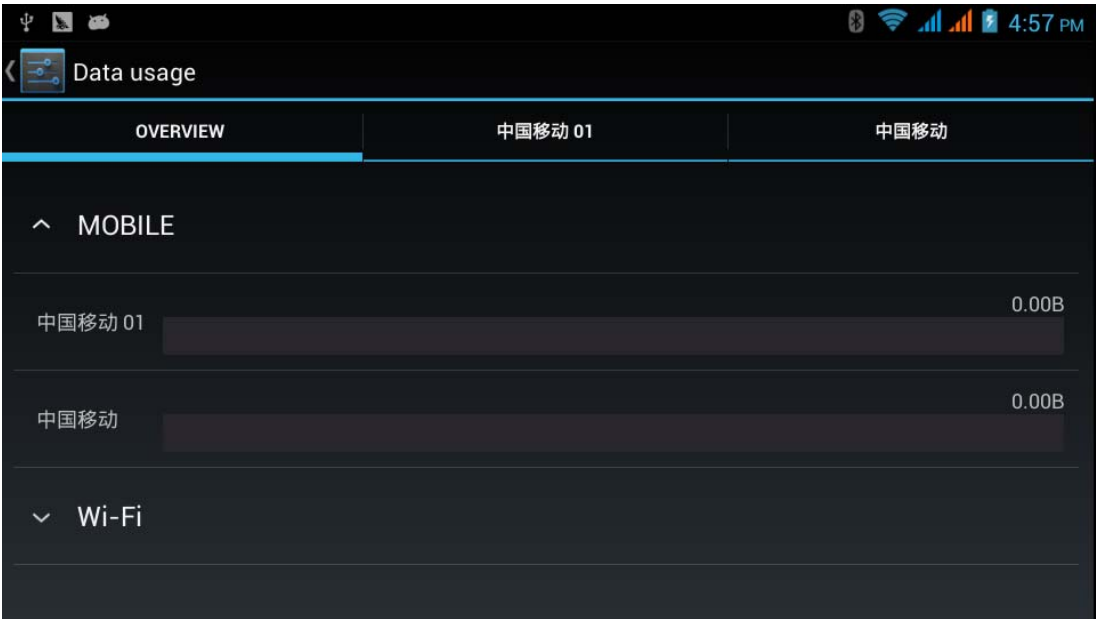 4:57 PM
Data usage
OVERVIEW
中国移动 01
中国移动
MOBILE
0.00B
中国移动 01
0.00B
中国移动
Wi-Fi